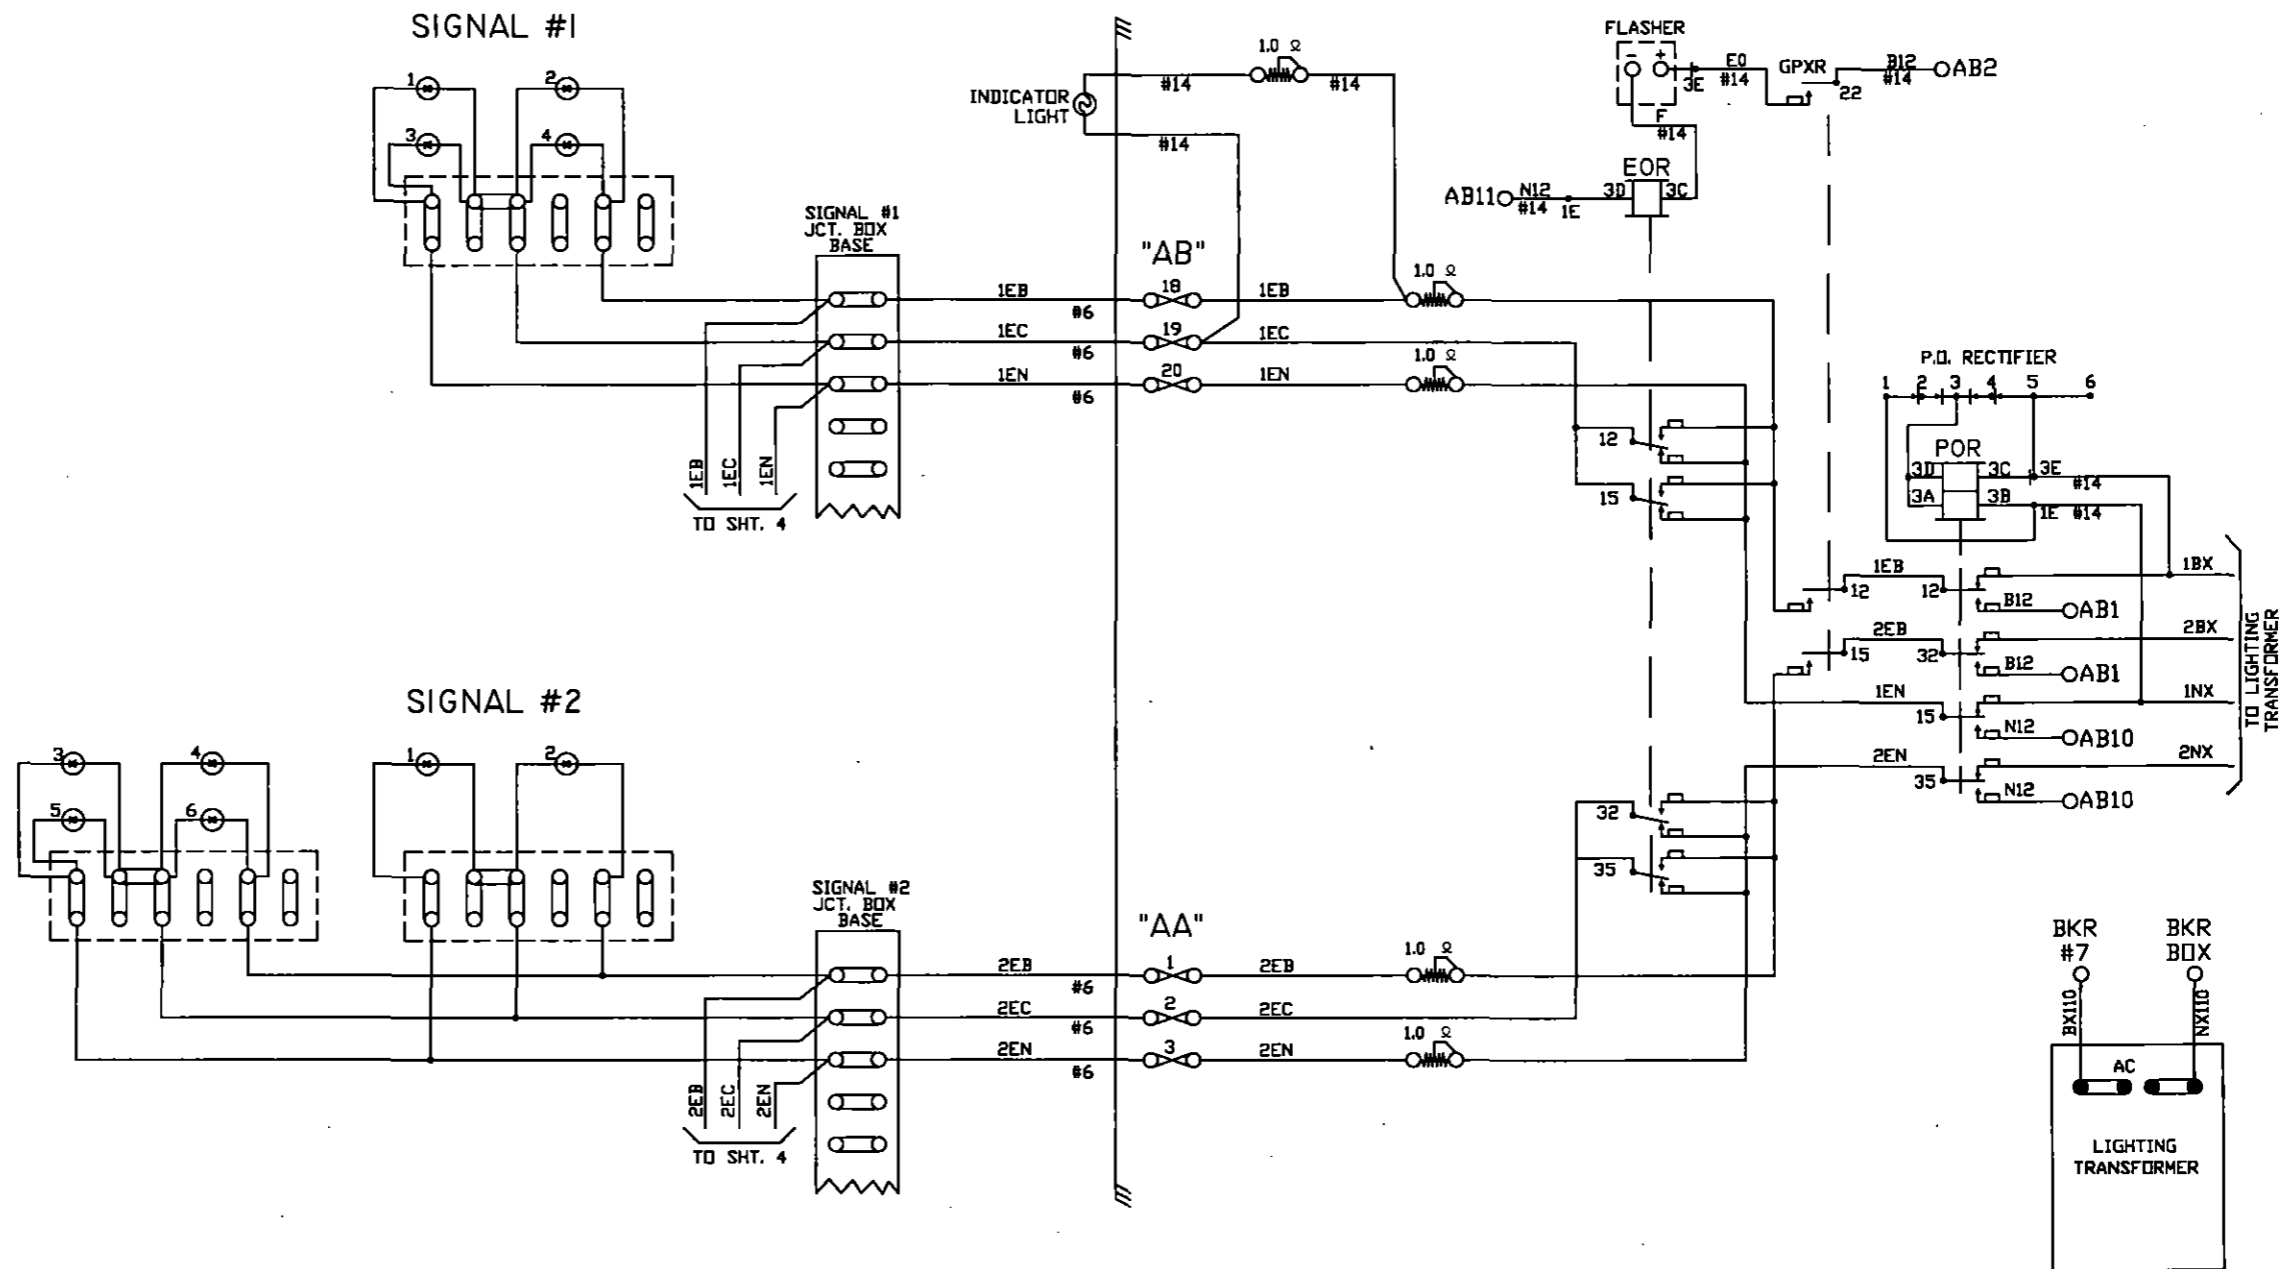 SIGNAL #1
1
2
3
4
SIGNAL #1
JCT. BOX
BASE
1EB
1EC
1EN
TO SHT. 4
1EB
#6
1EC
#6
1EN
#6
INDICATOR
LIGHT
#14
1.0 Ω
#14
#14
"AB"
18
1EB
19
1EC
20
1EN
1.0 Ω
1.0 Ω
FLASHER
- +
3E
E0
#14
GPXR
22
B12
#14
AB2
F
#14
EOR
AB11
N12
#14
1E
3D
3C
12
15
P.O. RECTIFIER
1 2 3 4 5 6
POR
3D
3C
3E
#14
3A
3B
1E
#14
1EB
12
12
1BX
B12
AB1
2EB
15
32
2BX
B12
AB1
1EN
15
1NX
N12
AB10
2EN
35
2NX
N12
AB10
TO LIGHTING
TRANSFORMER
32
35
SIGNAL #2
3
4
5
6
1
2
SIGNAL #2
JCT. BOX
BASE
2EB
2EC
2EN
TO SHT. 4
2EB
#6
2EC
#6
2EN
#6
"AA"
1
2EB
2
2EC
3
2EN
1.0 Ω
1.0 Ω
BKR
#7
BKR
BOX
BX10
NX10
AC
LIGHTING
TRANSFORMER